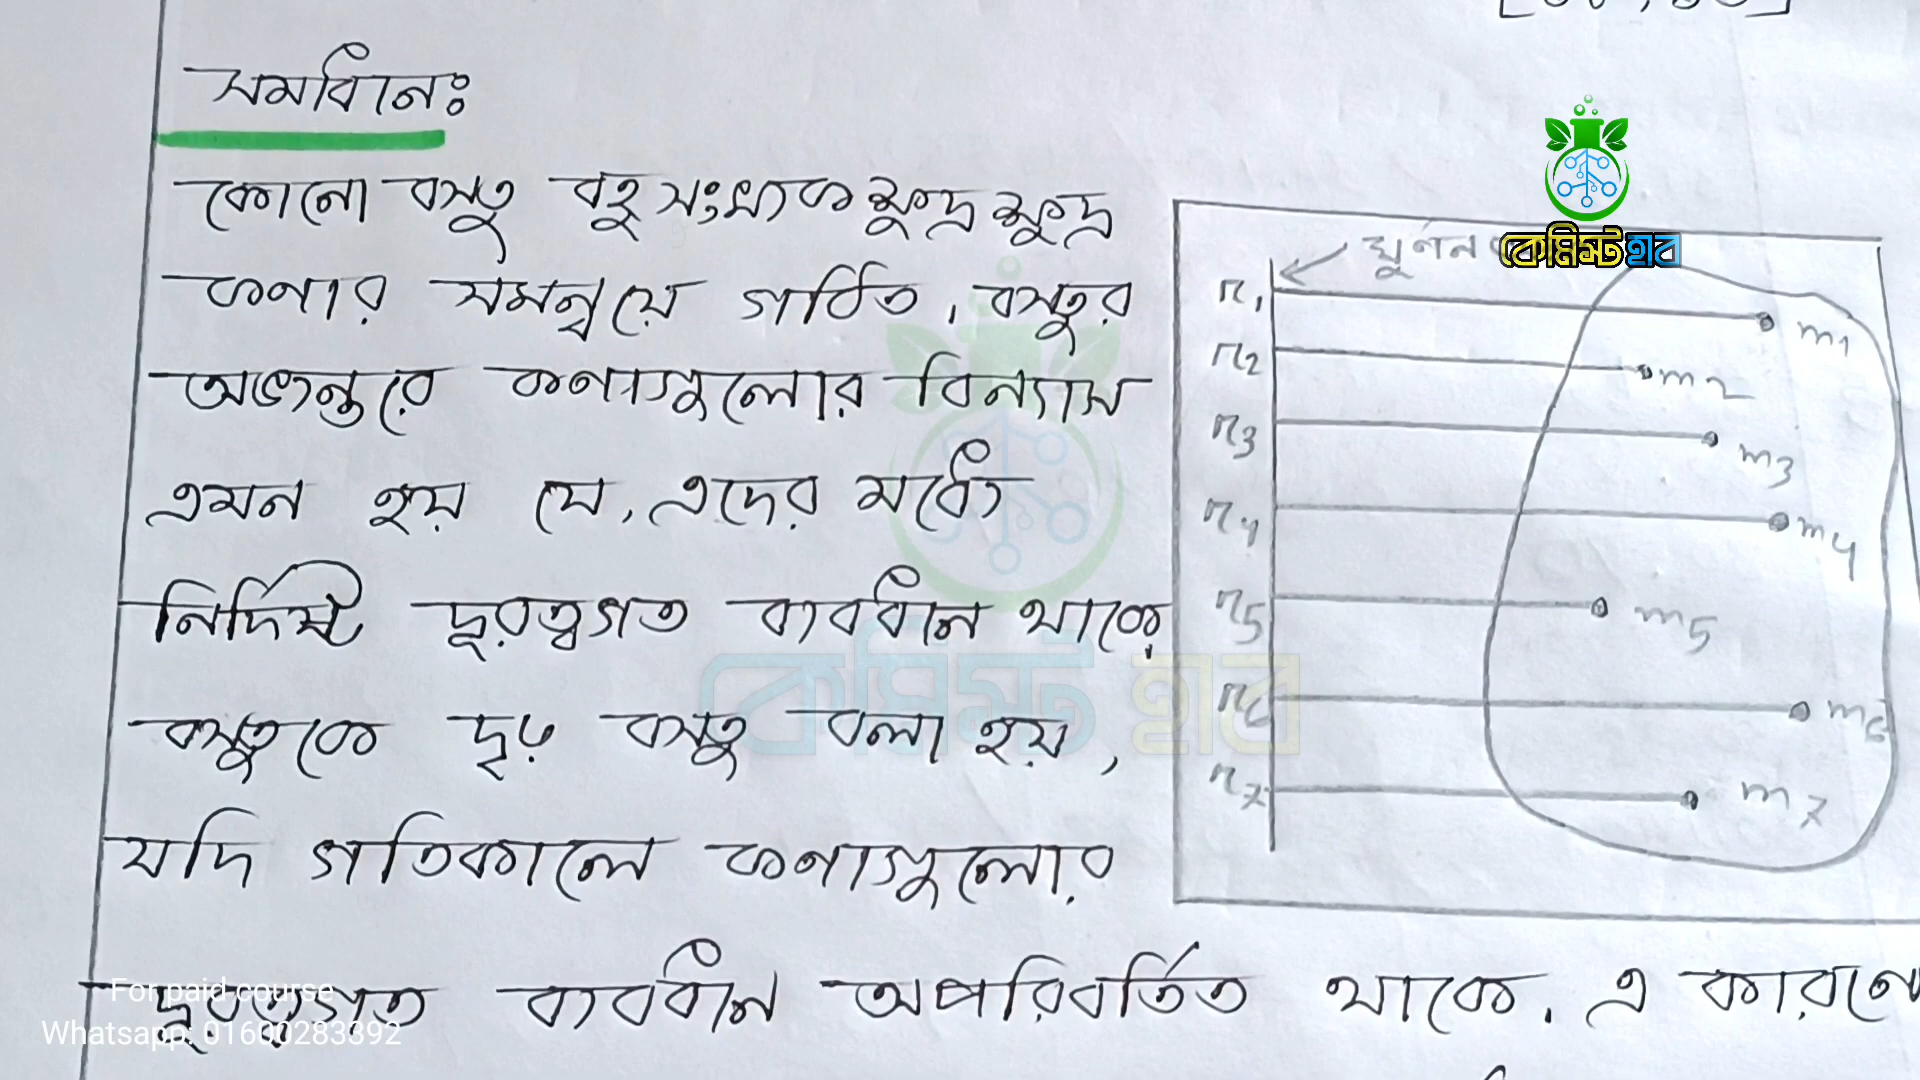 সমাধানঃ
কোনো বস্তু বহু সংখ্যক ক্ষুদ্র ক্ষুদ্র
কণার সমন্বয়ে গঠিত, বস্তুর
অভ্যন্তরে কণাগুলোর বিন্যাস
এমন হয় যে, এদের মধ্যে
নির্দিষ্ট দূরত্বগত ব্যবধান থাকে
বস্তুকে দৃঢ় বস্তু বলা হয়,
যদি গতিকালে কণাগুলোর
দূরত্বগত ব্যবধান অপরিবর্তিত থাকে. এ কারণে
ঘূর্ণন
কেমিস্ট হাব
r1 m1
r2 m2
r3 m3
r4 m4
r5 m5
r6 m6
r7 m7
কেমিস্ট হাব
For paid course
Whatsapp: 01600283392